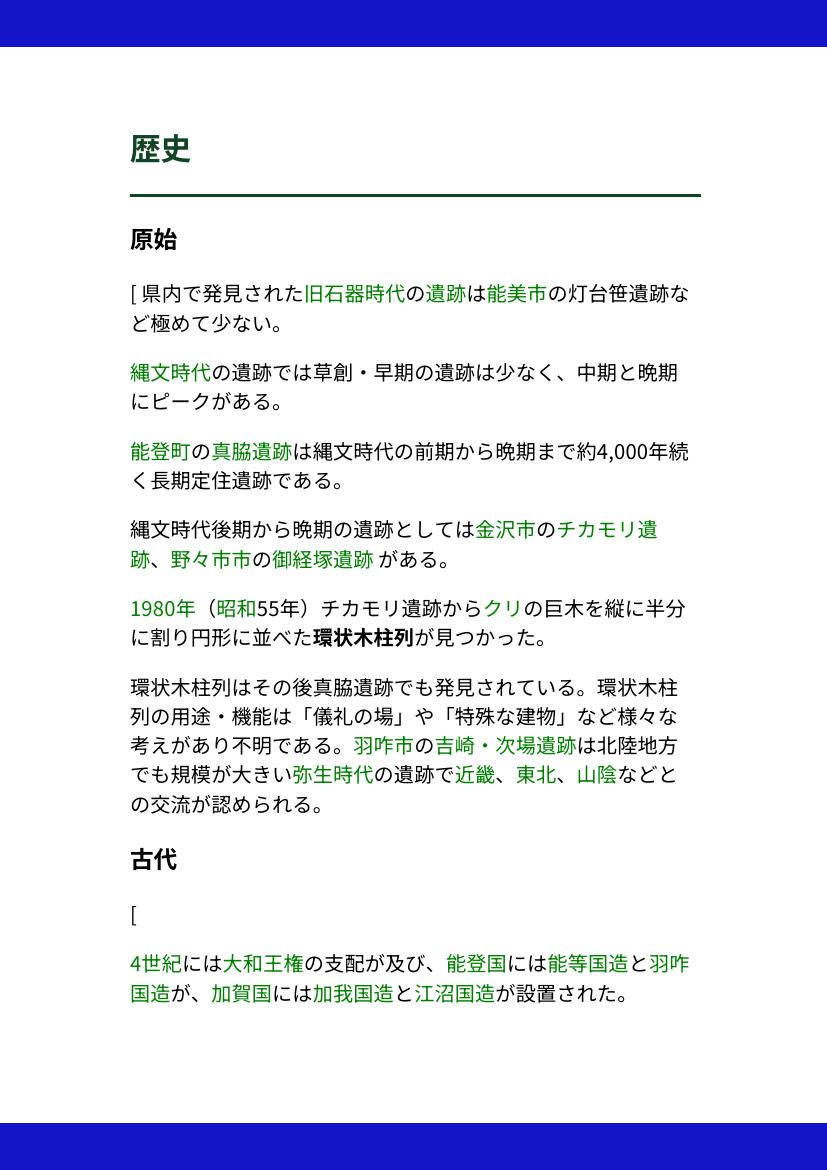 歴史
原始
[ 県内で発見された旧石器時代の遺跡は能美市の灯台笹遺跡な
ど極めて少ない。
縄文時代の遺跡では草創・早期の遺跡は少なく、中期と晩期
にピークがある。
能登町の真脇遺跡は縄文時代の前期から晩期まで約4,000年続
く長期定住遺跡である。
縄文時代後期から晩期の遺跡としては金沢市のチカモリ遺
跡、野々市市の御経塚遺跡 がある。
1980年（昭和55年）チカモリ遺跡からクリの巨木を縦に半分
に割り円形に並べた環状木柱列が見つかった。
環状木柱列はその後真脇遺跡でも発見されている。環状木柱
列の用途・機能は「儀礼の場」や「特殊な建物」など様々な
考えがあり不明である。羽咋市の吉崎・次場遺跡は北陸地方
でも規模が大きい弥生時代の遺跡で近畿、東北、山陰などと
の交流が認められる。
古代
[
4世紀には大和王権の支配が及び、能登国には能等国造と羽咋
国造が、加賀国には加我国造と江沼国造が設置された。